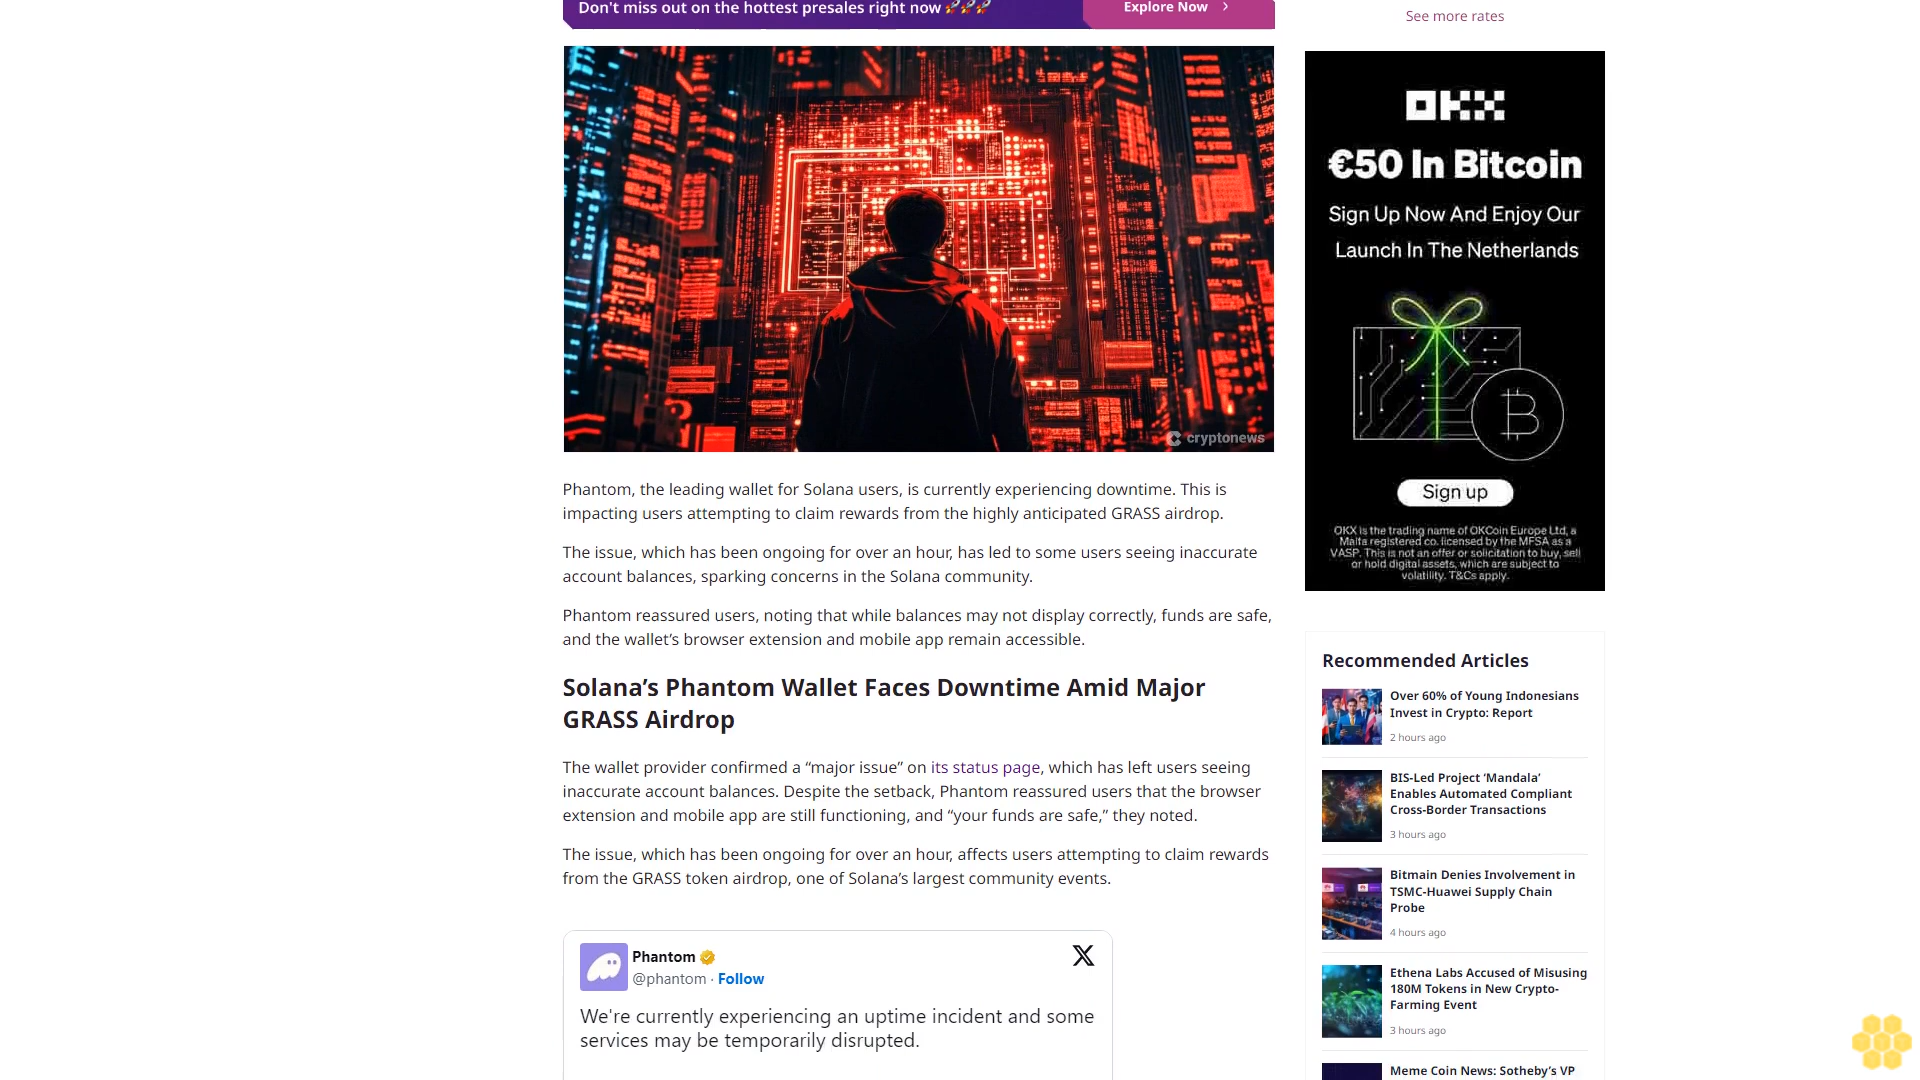 Don't miss out on the hottest presales right now 🚀🚀🚀
Explore Now
See more rates
cryptonews
Phantom, the leading wallet for Solana users, is currently experiencing downtime. This is
impacting users attempting to claim rewards from the highly anticipated GRASS airdrop.
The issue, which has been ongoing for over an hour, has led to some users seeing inaccurate
account balances, sparking concerns in the Solana community.
Phantom reassured users, noting that while balances may not display correctly, funds are safe,
and the wallet’s browser extension and mobile app remain accessible.
Solana’s Phantom Wallet Faces Downtime Amid Major
GRASS Airdrop
The wallet provider confirmed a “major issue” on its status page, which has left users seeing
inaccurate account balances. Despite the setback, Phantom reassured users that the browser
extension and mobile app are still functioning, and “your funds are safe,” they noted.
The issue, which has been ongoing for over an hour, affects users attempting to claim rewards
from the GRASS token airdrop, one of Solana’s largest community events.
Phantom
@phantom · Follow
We're currently experiencing an uptime incident and some
services may be temporarily disrupted.
OKX
€50 In Bitcoin
Sign Up Now And Enjoy Our
Launch In The Netherlands
Sign up
OKX is the trading name of OKCoin Europe Ltd, a
Malta registered co. licensed by the MFSA as a
VASP. This is not an offer or solicitation to buy, sell
or hold digital assets, which are subject to
volatility. T&Cs apply.
Recommended Articles
Over 60% of Young Indonesians
Invest in Crypto: Report
2 hours ago
BIS-Led Project ‘Mandala’
Enables Automated Compliant
Cross-Border Transactions
3 hours ago
Bitmain Denies Involvement in
TSMC-Huawei Supply Chain
Probe
4 hours ago
Ethena Labs Accused of Misusing
180M Tokens in New Crypto-
Farming Event
3 hours ago
Meme Coin News: Sotheby’s VP